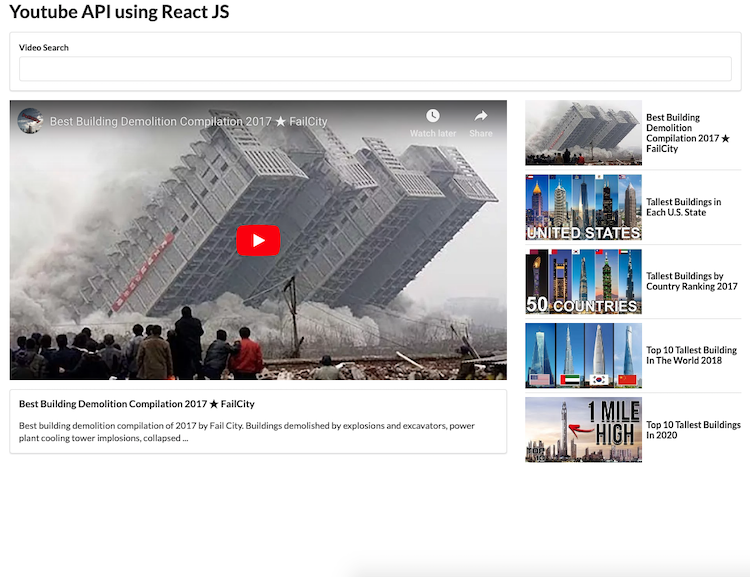 Youtube API using React JS
Video Search
Best Building Demolition Compilation 2017 ★ FailCity
Watch later
Share
Best Building Demolition Compilation 2017 ★ FailCity
Best building demolition compilation of 2017 by Fail City. Buildings demolished by explosions and excavators, power
plant cooling tower implosions, collapsed ...
Best Building
Demolition
Compilation 2017 ★
FailCity
UNITED STATES
Tallest Buildings in
Each U.S. State
50 COUNTRIES
Tallest Buildings by
Country Ranking 2017
Top 10 Tallest Building
In The World 2018
1 MILE
HIGH
TOP
Top 10 Tallest Buildings
In 2020